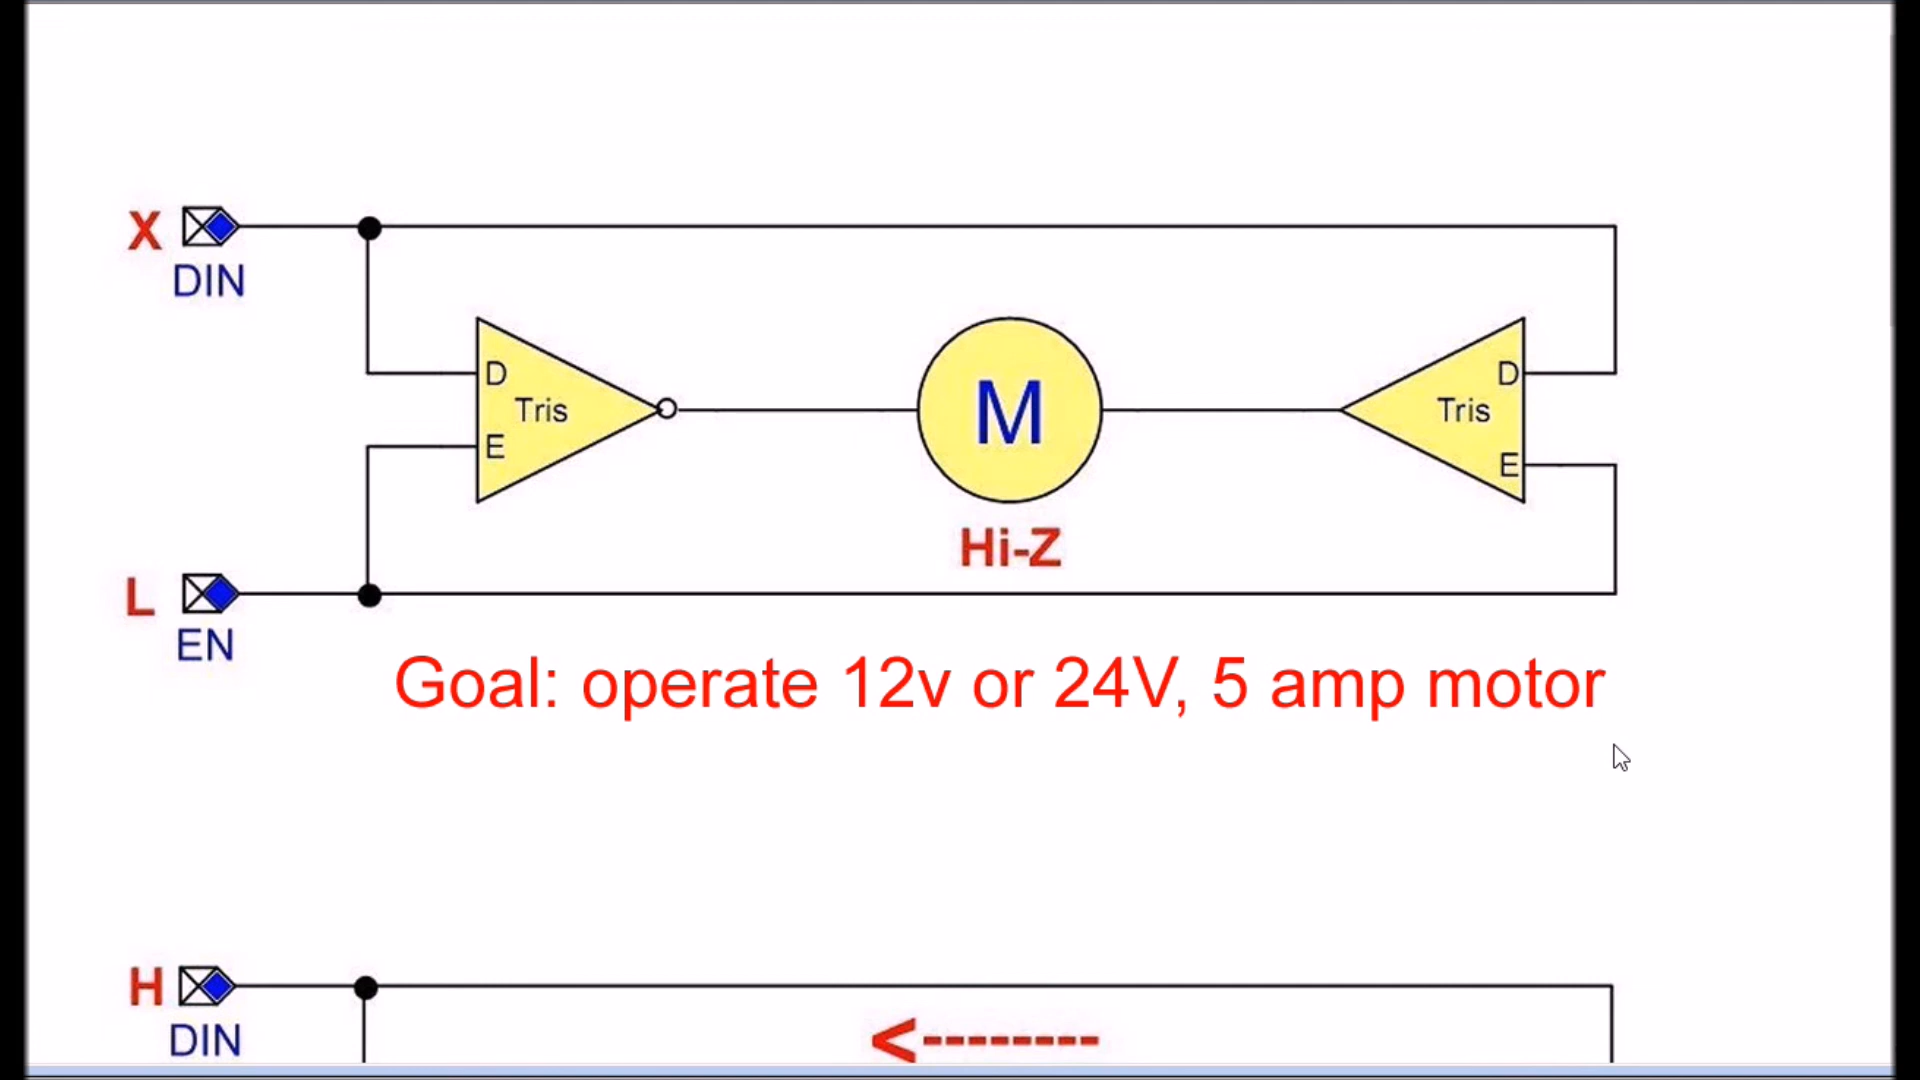 X
DIN
D
Tris
E
M
D
Tris
E
Hi-Z
L
EN
Goal: operate 12v or 24V, 5 amp motor
H
DIN
<--------